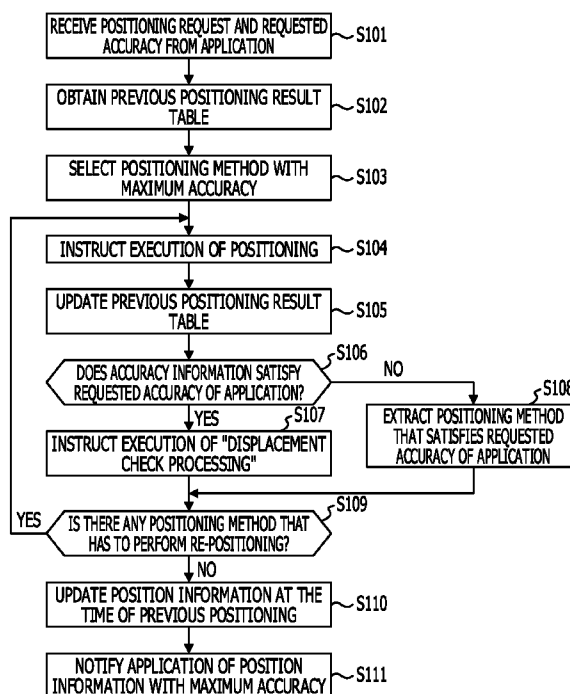 RECEIVE POSITIONING REQUEST AND REQUESTED
ACCURACY FROM APPLICATION
S101
OBTAIN PREVIOUS POSITIONING RESULT
TABLE
S102
SELECT POSITIONING METHOD WITH
MAXIMUM ACCURACY
S103
INSTRUCT EXECUTION OF POSITIONING
S104
UPDATE PREVIOUS POSITIONING RESULT
TABLE
S105
S106
DOES ACCURACY INFORMATION SATISFY
REQUESTED ACCURACY OF APPLICATION?
NO
YES
S107
INSTRUCT EXECUTION OF "DISPLACEMENT
CHECK PROCESSING"
S108
EXTRACT POSITIONING METHOD
THAT SATISFIES REQUESTED
ACCURACY OF APPLICATION
S109
YES
IS THERE ANY POSITIONING METHOD THAT
HAS TO PERFORM RE-POSITIONING?
NO
UPDATE POSITION INFORMATION AT THE
TIME OF PREVIOUS POSITIONING
S110
NOTIFY APPLICATION OF POSITION
INFORMATION WITH MAXIMUM ACCURACY
S111